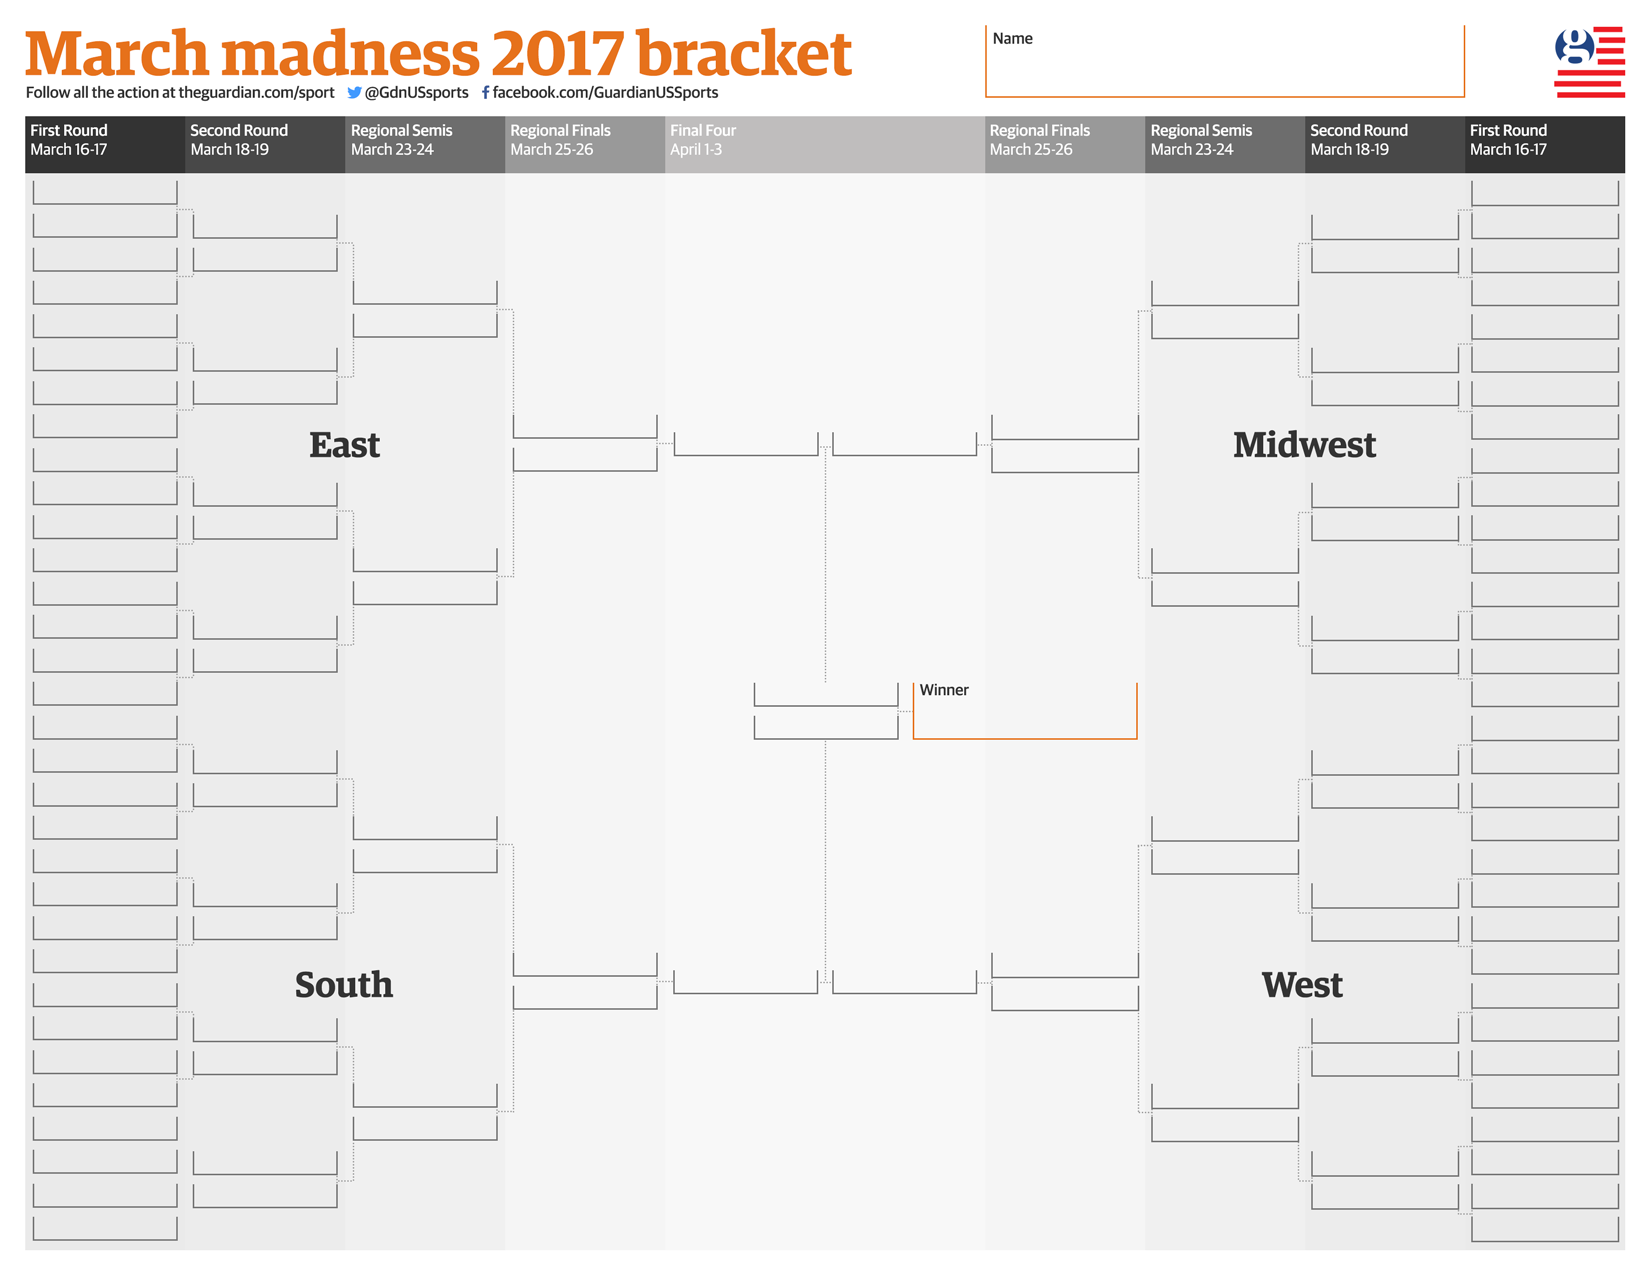 March madness 2017 bracket
Follow all the action at theguardian.com/sport @GdnUSsports facebook.com/GuardianUSSports
Name
g
First Round
March 16-17
Second Round
March 18-19
Regional Semis
March 23-24
Regional Finals
March 25-26
Final Four
April 1-3
Regional Finals
March 25-26
Regional Semis
March 23-24
Second Round
March 18-19
First Round
March 16-17
East
Midwest
Winner
South
West